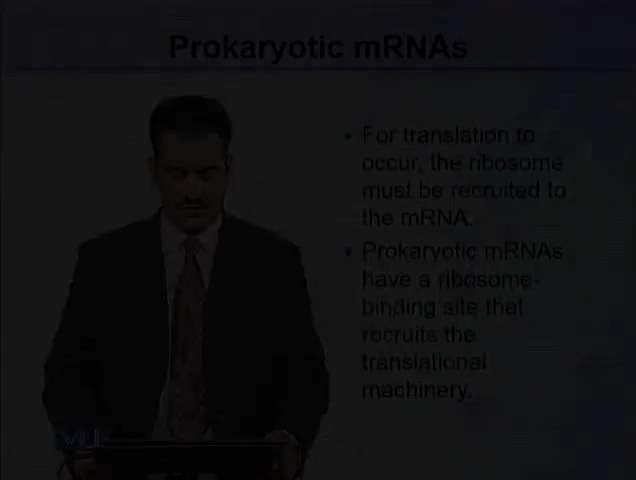 Prokaryotic mRNAs
• For translation to
occur, the ribosome
must be recruited to
the mRNA.
• Prokaryotic mRNAs
have a ribosome-
binding site that
recruits the
translational
machinery.